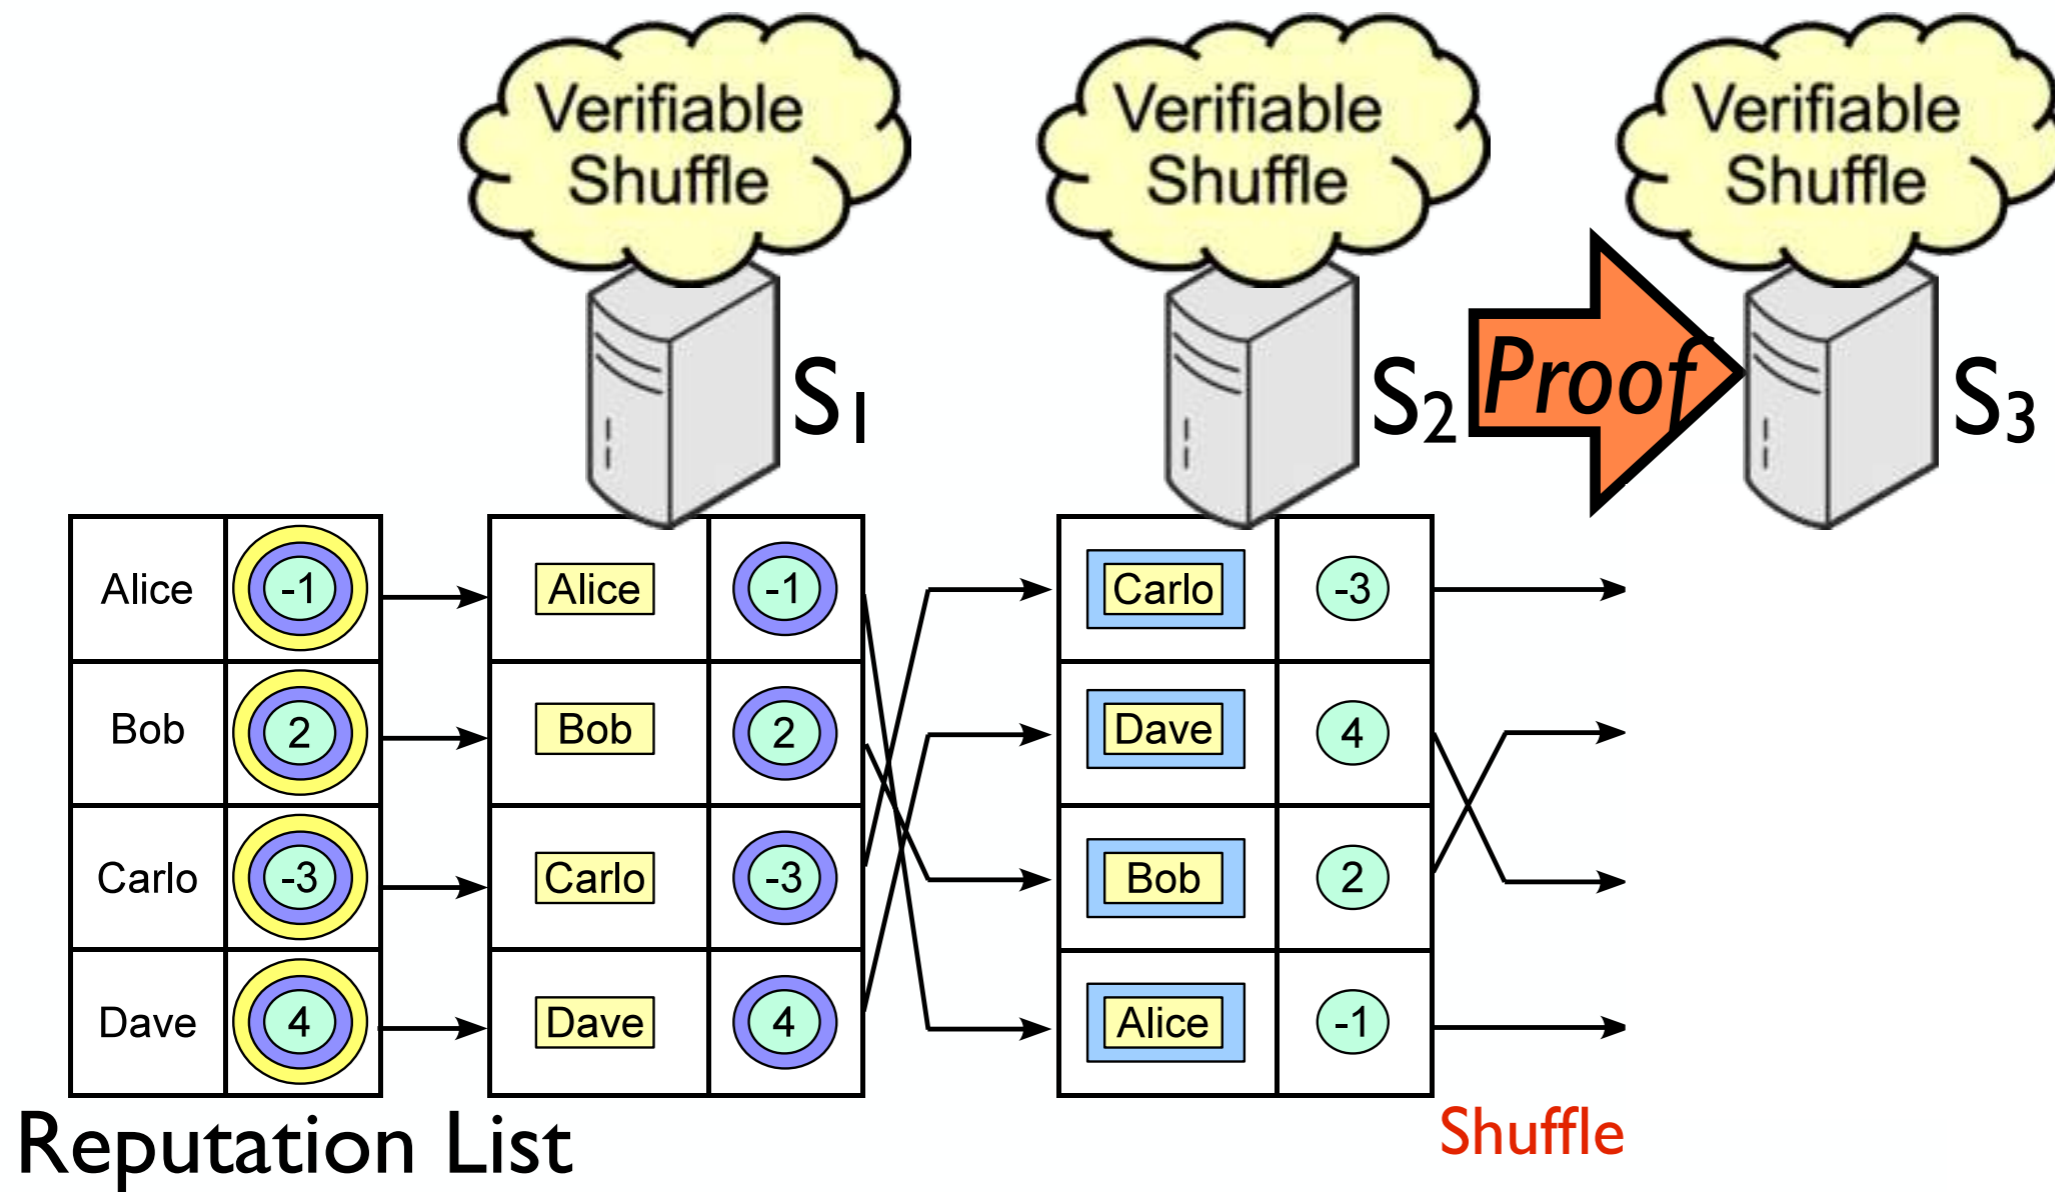 Verifiable
Shuffle
Verifiable
Shuffle
Verifiable
Shuffle
S1
S2
Proof
S3
Alice -1 Alice -1 Carlo -3
Bob 2 Bob 2 Dave 4
Carlo -3 Carlo -3 Bob 2
Dave 4 Dave 4 Alice -1
Reputation List
Shuffle